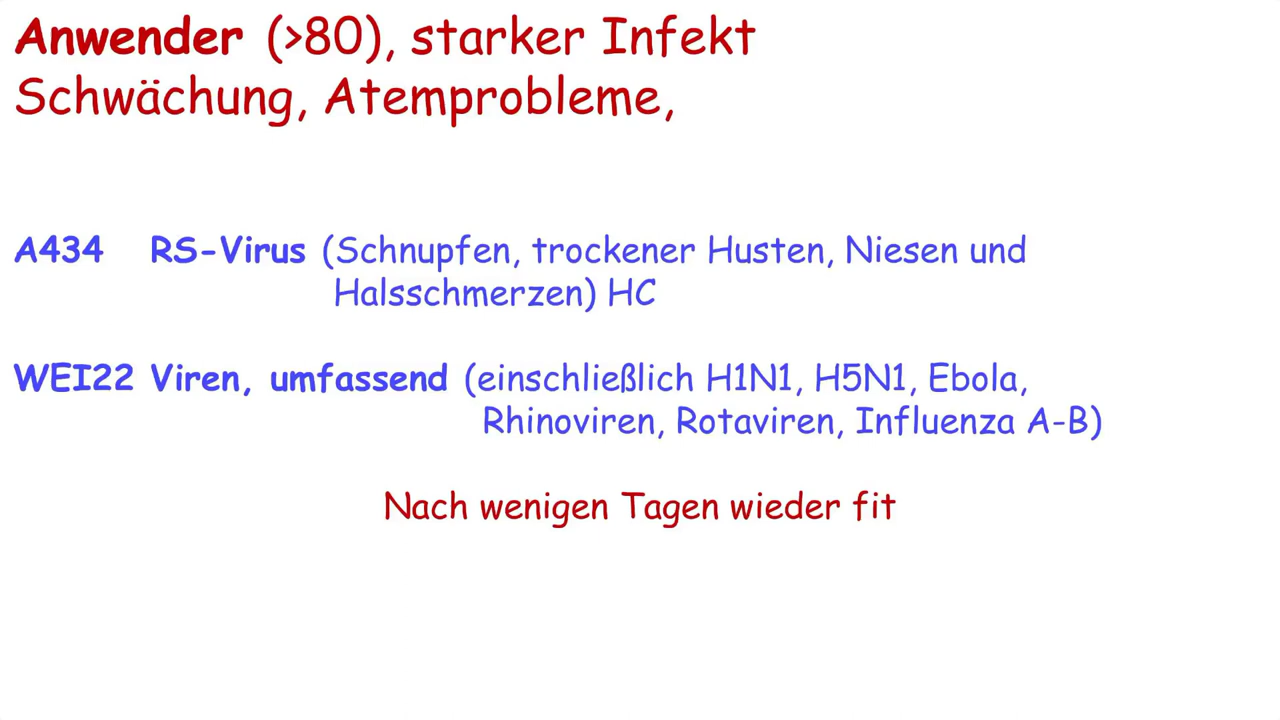 Anwender (>80), starker Infekt
Schwächung, Atemprobleme,
A434 RS-Virus (Schnupfen, trockener Husten, Niesen und
Halsschmerzen) HC
WEI22 Viren, umfassend (einschließlich H1N1, H5N1, Ebola,
Rhinoviren, Rotaviren, Influenza A-B)
Nach wenigen Tagen wieder fit